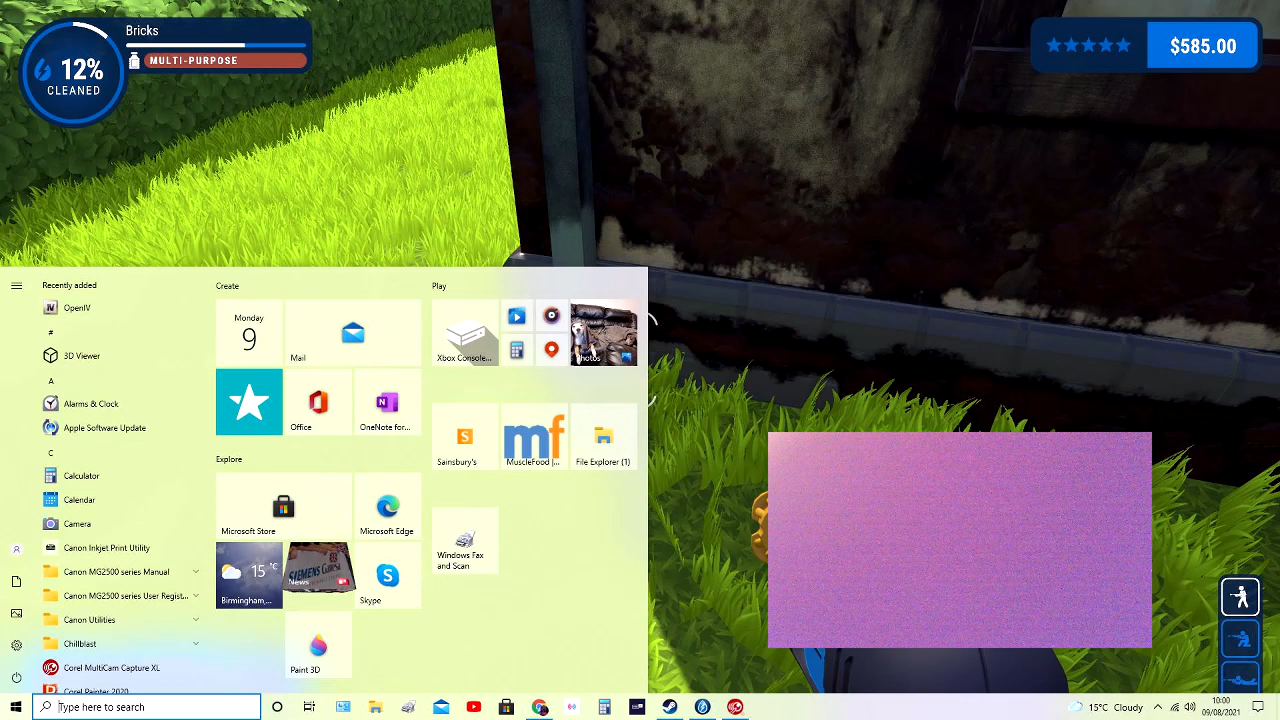 Bricks
MULTI-PURPOSE
12%
CLEANED
$585.00
Recently added
OpenIV
#
3D Viewer
A
Alarms & Clock
Apple Software Update
C
Calculator
Calendar
Camera
Canon Inkjet Print Utility
Canon MG2500 series Manual
Canon MG2500 series User Regist...
Canon Utilities
Chillblast
Corel MultiCam Capture XL
Corel Painter 2020
Create
Monday
9
Mail
Office
OneNote for...
Explore
Microsoft Store
Microsoft Edge
15 °C
Birmingham,...
News
Skype
Paint 3D
Play
Xbox Console...
Photos
S
Sainsbury's
mf
MuscleFood |...
File Explorer (1)
Windows Fax
and Scan
Type here to search
15°C Cloudy
10:00
09/08/2021